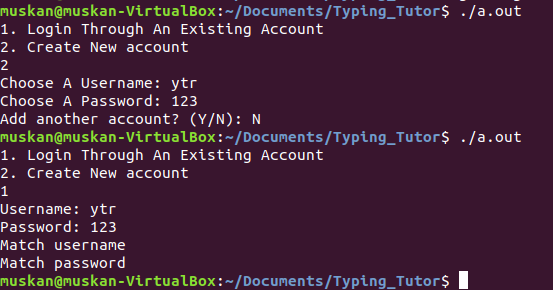 muskan@muskan-VirtualBox:~/Documents/Typing_Tutor$ ./a.out
1. Login Through An Existing Account
2. Create New account
2
Choose A Username: ytr
Choose A Password: 123
Add another account? (Y/N): N
muskan@muskan-VirtualBox:~/Documents/Typing_Tutor$ ./a.out
1. Login Through An Existing Account
2. Create New account
1
Username: ytr
Password: 123
Match username
Match password
muskan@muskan-VirtualBox:~/Documents/Typing_Tutor$